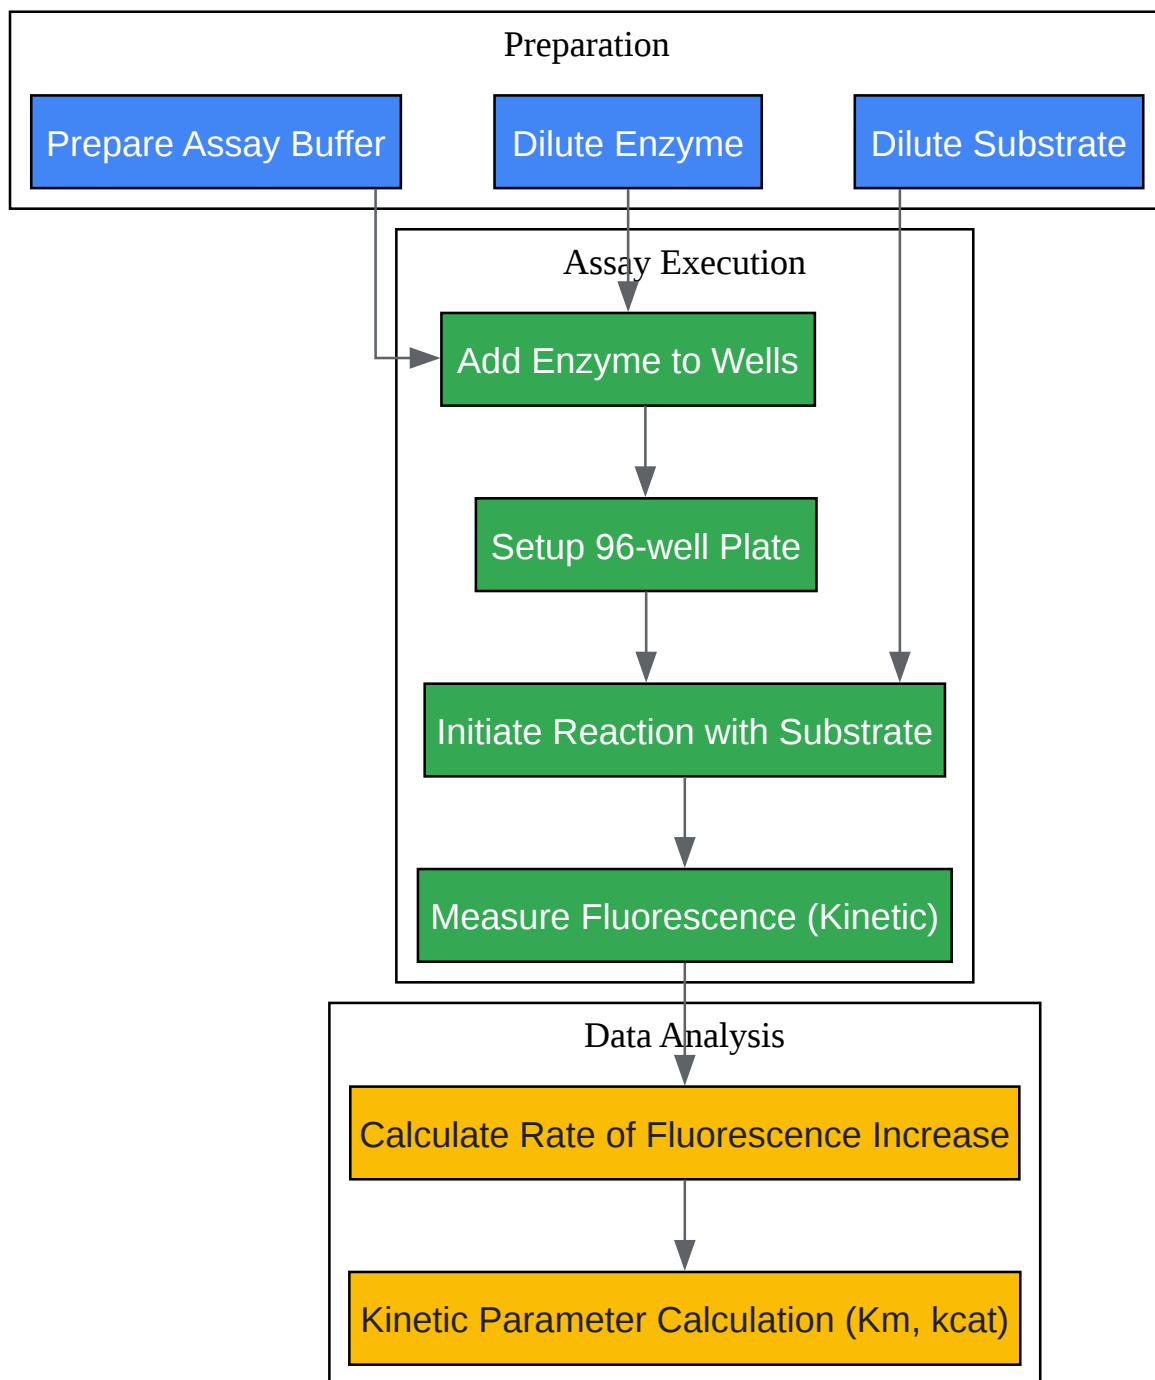 Preparation
Prepare Assay Buffer
Dilute Enzyme
Dilute Substrate
Assay Execution
Add Enzyme to Wells
Setup 96-well Plate
Initiate Reaction with Substrate
Measure Fluorescence (Kinetic)
Data Analysis
Calculate Rate of Fluorescence Increase
Kinetic Parameter Calculation (Km, kcat)